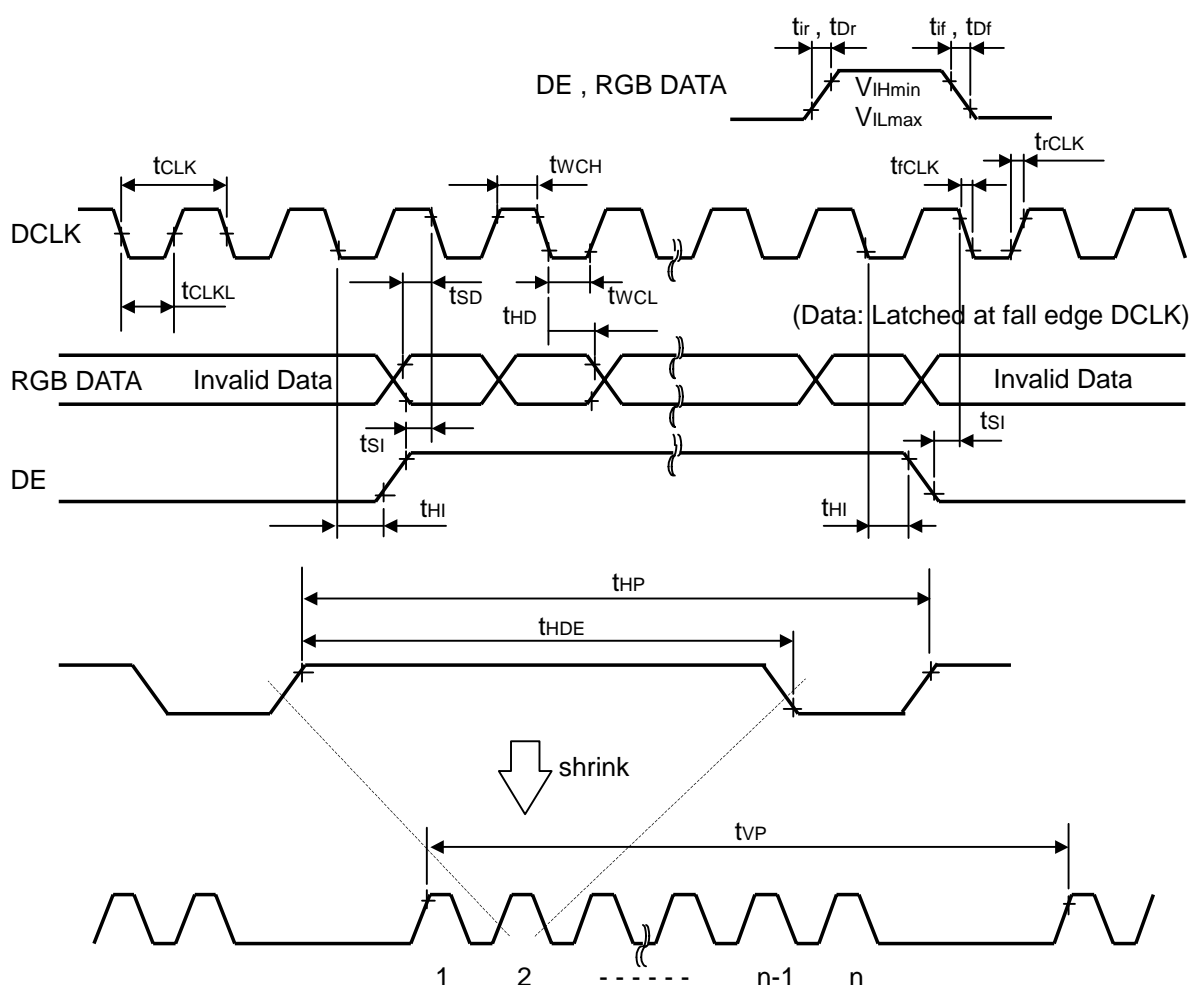 tir , tDr tif , tDf
DE , RGB DATA
VIHmin
VILmax
tCLK tWCH tfCLK trCLK
DCLK
tCLKL tSD tHD tWCL
(Data: Latched at fall edge DCLK)
RGB DATA Invalid Data Invalid Data
tSI tSI
DE
tHI tHI
tHP
tHDE
shrink
tVP
1 2 - - - - - - n-1 n